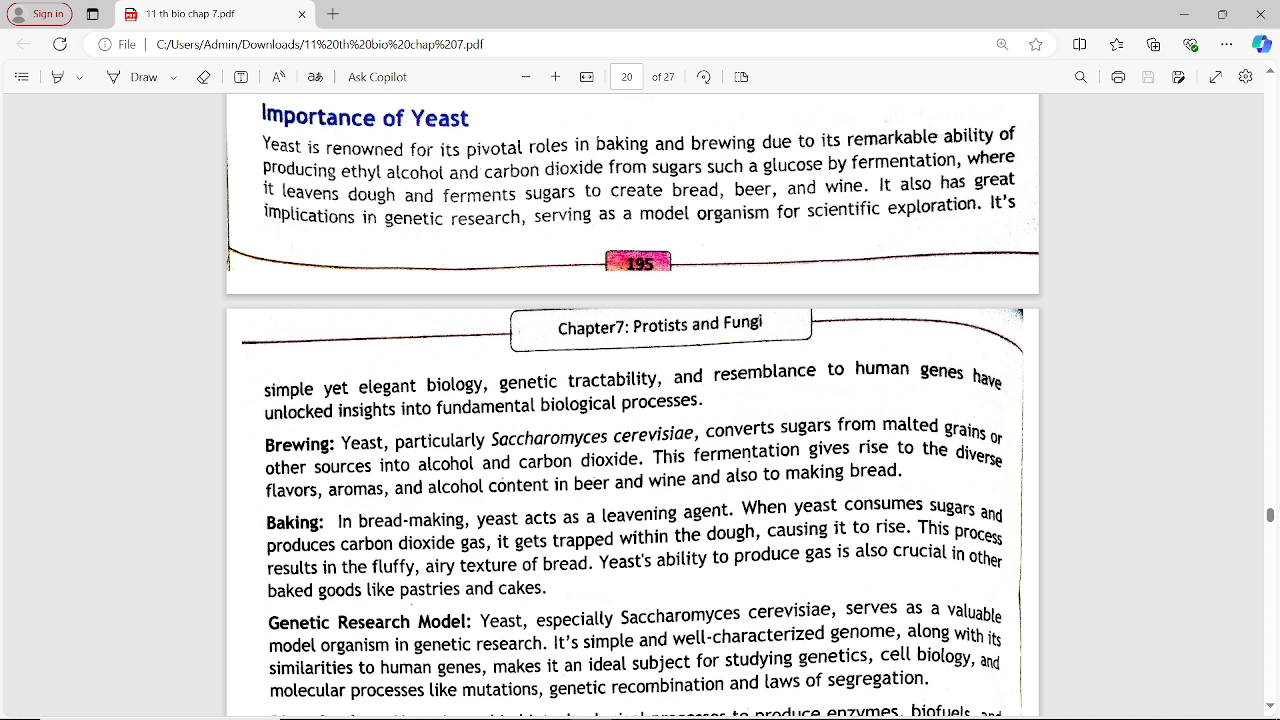 Sign in
11 th bio chap 7.pdf
File
C:/Users/Admin/Downloads/11%20th%20bio%20chap%207.pdf
Draw
Ask Copilot
20
of 27
Importance of Yeast
Yeast is renowned for its pivotal roles in baking and brewing due to its remarkable ability of
producing ethyl alcohol and carbon dioxide from sugars such a glucose by fermentation, where
it leavens dough and ferments sugars to create bread, beer, and wine. It also has great
implications in genetic research, serving as a model organism for scientific exploration. It's
195
Chapter7: Protists and Fungi
simple yet elegant biology, genetic tractability, and resemblance to human genes have
unlocked insights into fundamental biological processes.
Brewing: Yeast, particularly Saccharomyces cerevisiae, converts sugars from malted grains or
other sources into alcohol and carbon dioxide. This fermentation gives rise to the diverse
flavors, aromas, and alcohol content in beer and wine and also to making bread.
Baking: In bread-making, yeast acts as a leavening agent. When yeast consumes sugars and
produces carbon dioxide gas, it gets trapped within the dough, causing it to rise. This process
results in the fluffy, airy texture of bread. Yeast's ability to produce gas is also crucial in other
baked goods like pastries and cakes.
Genetic Research Model: Yeast, especially Saccharomyces cerevisiae, serves as a valuable
model organism in genetic research. It's simple and well-characterized genome, along with its
similarities to human genes, makes it an ideal subject for studying genetics, cell biology, and
molecular processes like mutations, genetic recombination and laws of segregation.
to produce enzymes, biofuels, and